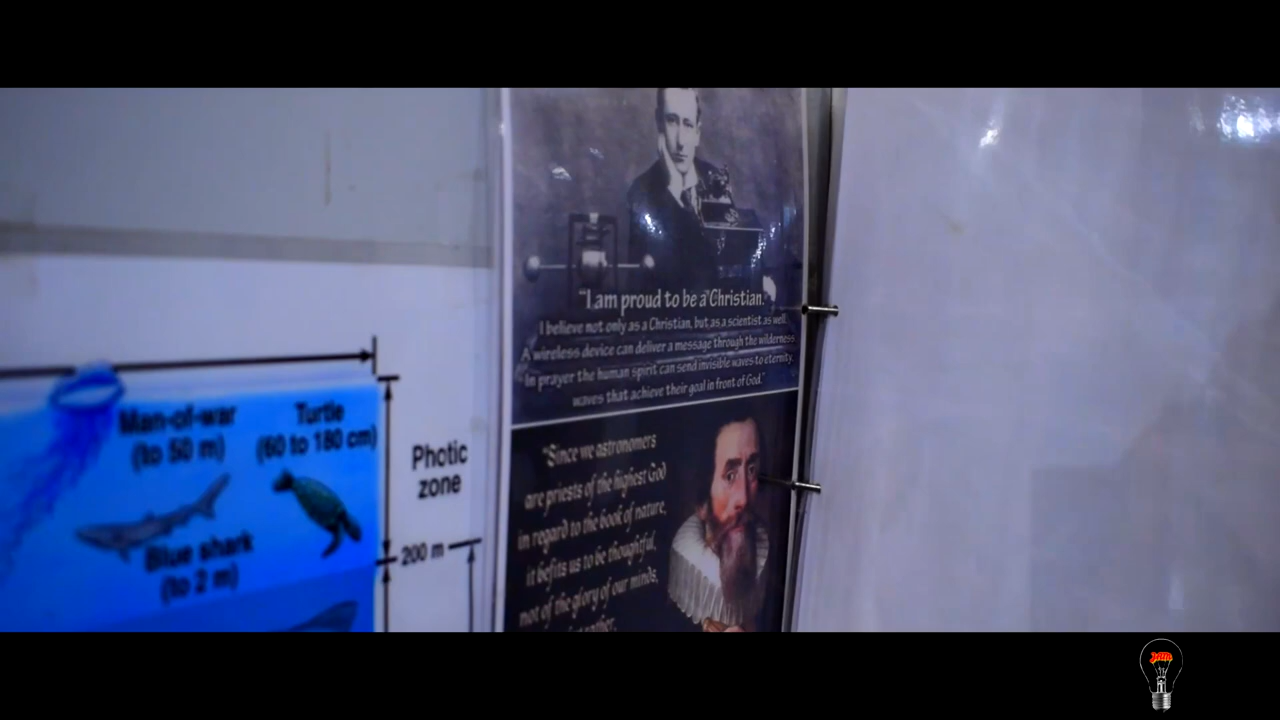 "I am proud to be a Christian.
I believe not only as a Christian, but as a scientist as well.
A wireless device can deliver a message through the wilderness.
In prayer the human spirit can send invisible waves to eternity,
waves that achieve their goal in front of God."
"Since we astronomers
are priests of the highest God
in regard to the book of nature,
it befits us to be thoughtful,
not of the glory of our minds,
Man-of-war
(to 50 m)
Turtle
(60 to 180 cm)
Blue shark
(to 2 m)
Photic
zone
200 m